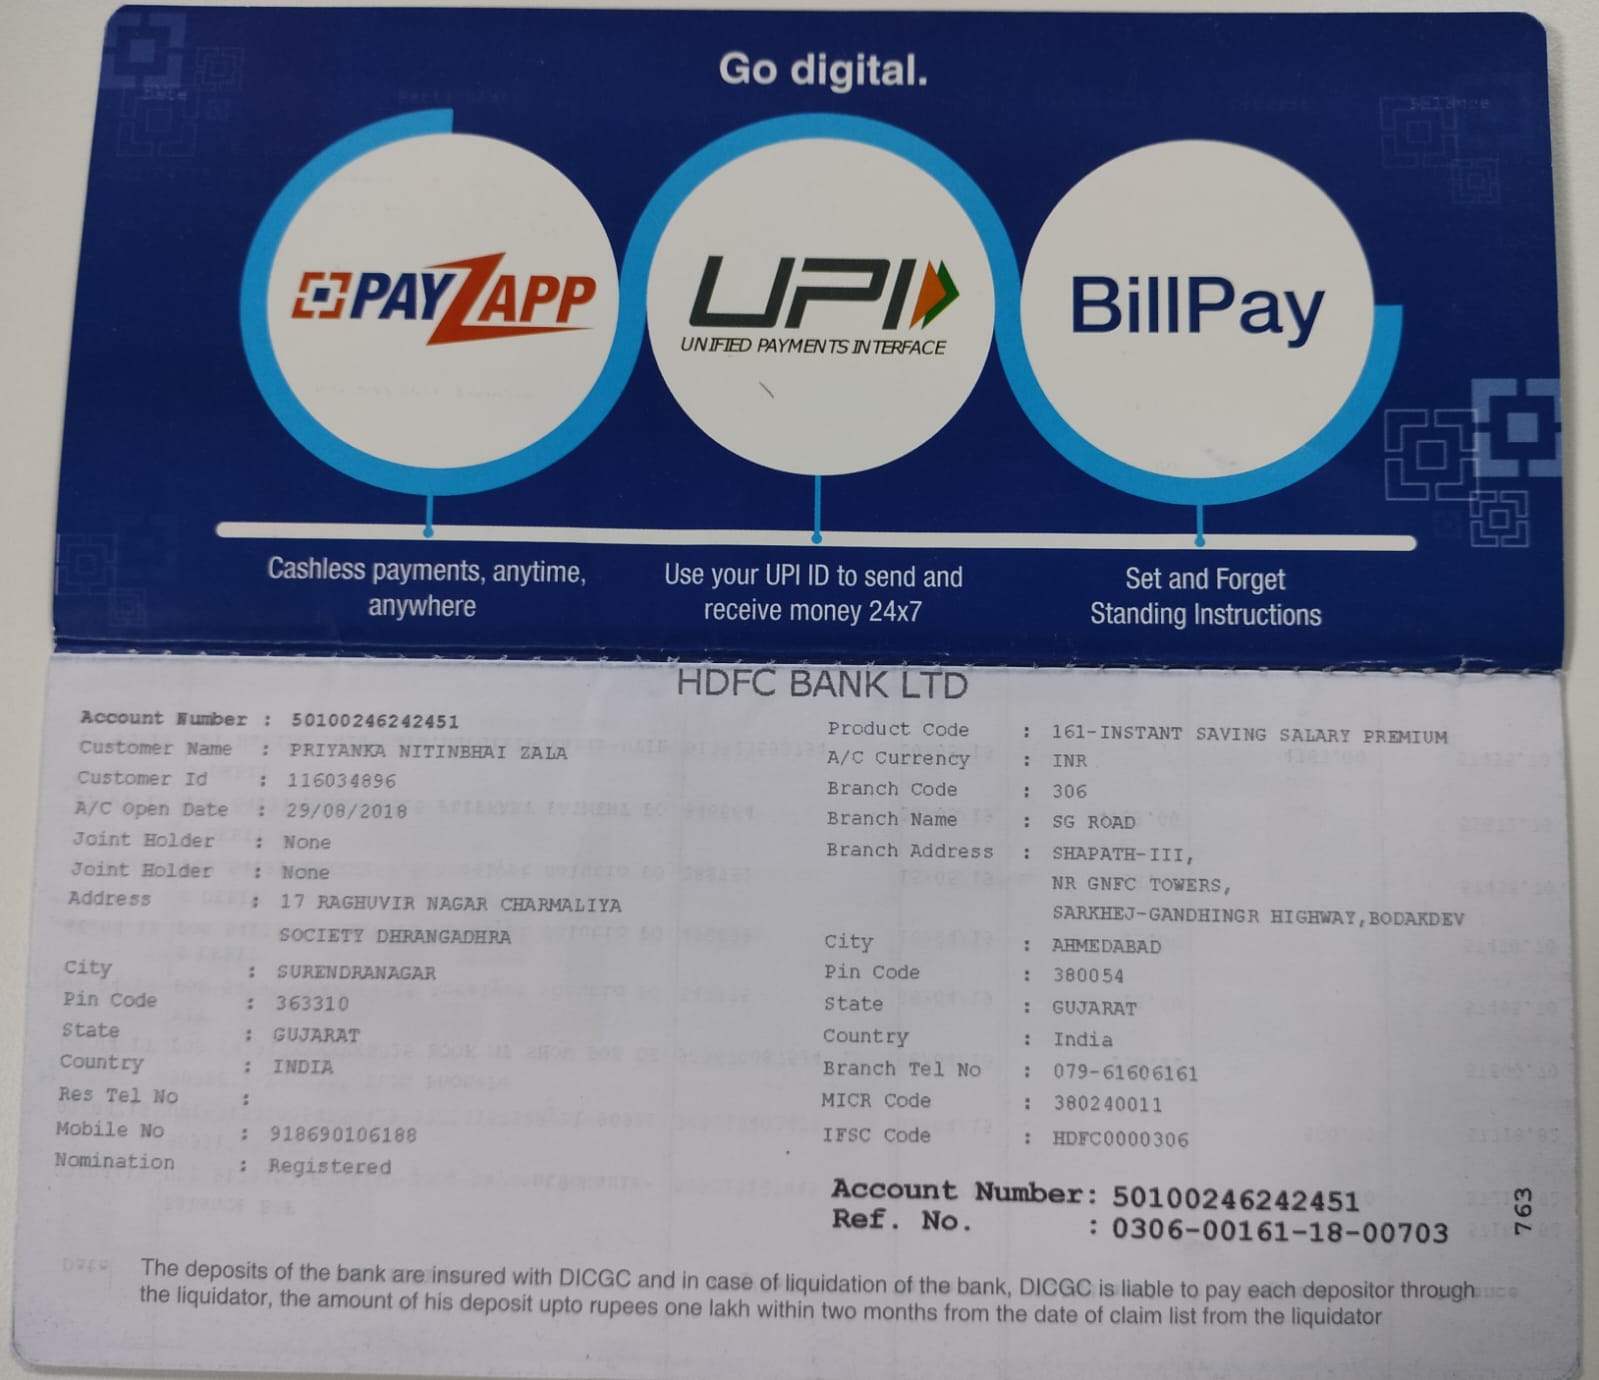 Go digital.
PAYZAPP
UPI
UNIFIED PAYMENTS INTERFACE
BillPay
Cashless payments, anytime,
anywhere
Use your UPI ID to send and
receive money 24x7
Set and Forget
Standing Instructions
HDFC BANK LTD
Account Number : 50100246242451
Customer Name : PRIYANKA NITINBHAI ZALA
Customer Id : 116034896
A/C Open Date : 29/08/2018
Joint Holder : None
Joint Holder : None
Address : 17 RAGHUVIR NAGAR CHARMALIYA
SOCIETY DHRANGADHRA
City : SURENDRANAGAR
Pin Code : 363310
State : GUJARAT
Country : INDIA
Res Tel No :
Mobile No : 918690106188
Nomination : Registered
Product Code : 161-INSTANT SAVING SALARY PREMIUM
A/C Currency : INR
Branch Code : 306
Branch Name : SG ROAD
Branch Address : SHAPATH-III,
NR GNFC TOWERS,
SARKHEJ-GANDHINGR HIGHWAY,BODAKDEV
City : AHMEDABAD
Pin Code : 380054
State : GUJARAT
Country : India
Branch Tel No : 079-61606161
MICR Code : 380240011
IFSC Code : HDFC0000306
Account Number: 50100246242451
Ref. No. : 0306-00161-18-00703
763
The deposits of the bank are insured with DICGC and in case of liquidation of the bank, DICGC is liable to pay each depositor through
the liquidator, the amount of his deposit upto rupees one lakh within two months from the date of claim list from the liquidator